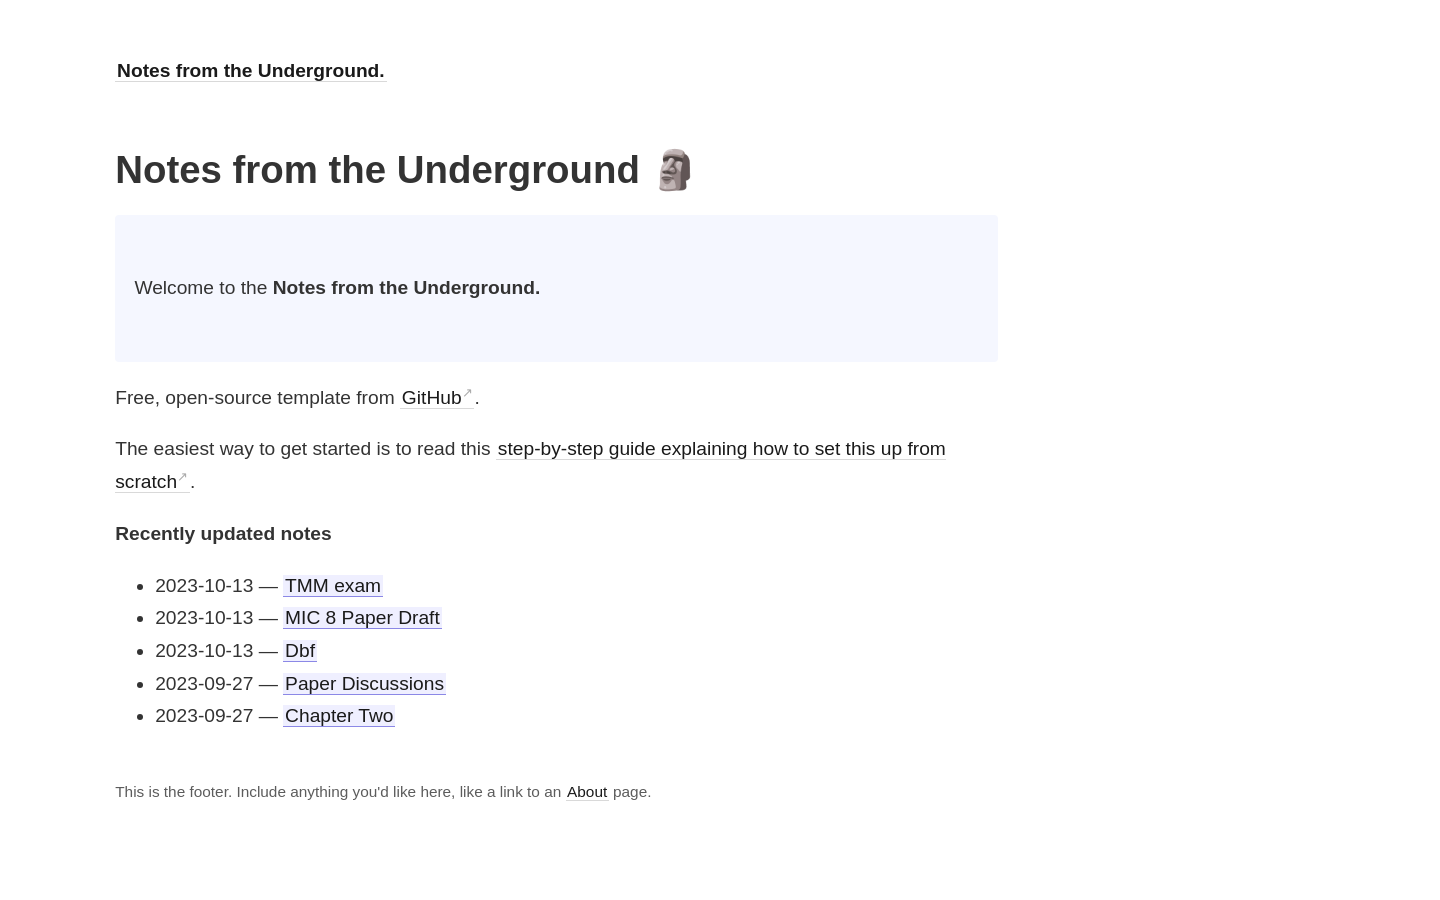 Notes from the Underground.
Notes from the Underground 🗿
Welcome to the Notes from the Underground.
Free, open-source template from GitHub↗.
The easiest way to get started is to read this step-by-step guide explaining how to set this up from
scratch↗.
Recently updated notes
• 2023-10-13 — TMM exam
• 2023-10-13 — MIC 8 Paper Draft
• 2023-10-13 — Dbf
• 2023-09-27 — Paper Discussions
• 2023-09-27 — Chapter Two
This is the footer. Include anything you'd like here, like a link to an About page.